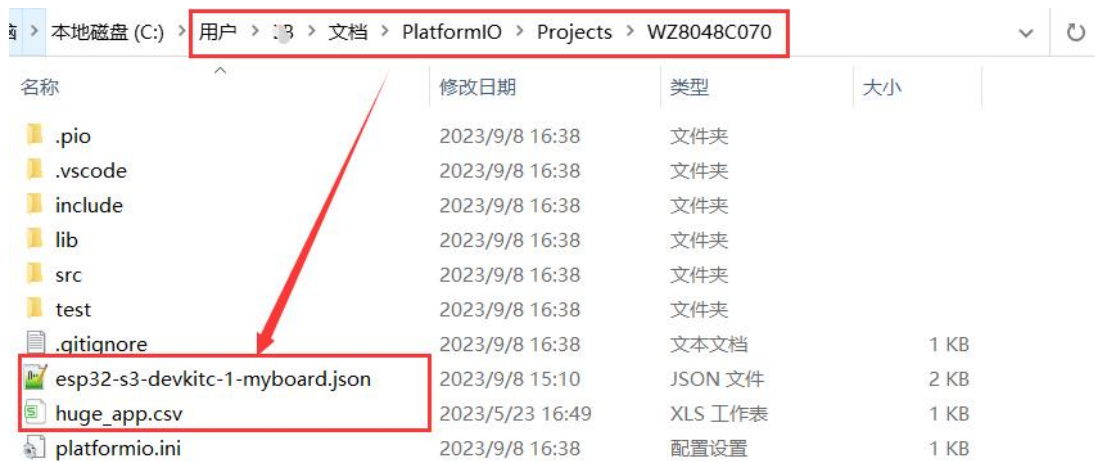 本地磁盘 (C:) > 用户 > > 文档 > PlatformIO > Projects > WZ8048C070
名称 修改日期 类型 大小
.pio 2023/9/8 16:38 文件夹
.vscode 2023/9/8 16:38 文件夹
include 2023/9/8 16:38 文件夹
lib 2023/9/8 16:38 文件夹
src 2023/9/8 16:38 文件夹
test 2023/9/8 16:38 文件夹
.gitignore 2023/9/8 16:38 文本文档 1 KB
esp32-s3-devkitc-1-myboard.json 2023/9/8 15:10 JSON 文件 2 KB
huge_app.csv 2023/5/23 16:49 XLS 工作表 1 KB
platformio.ini 2023/9/8 16:38 配置设置 1 KB